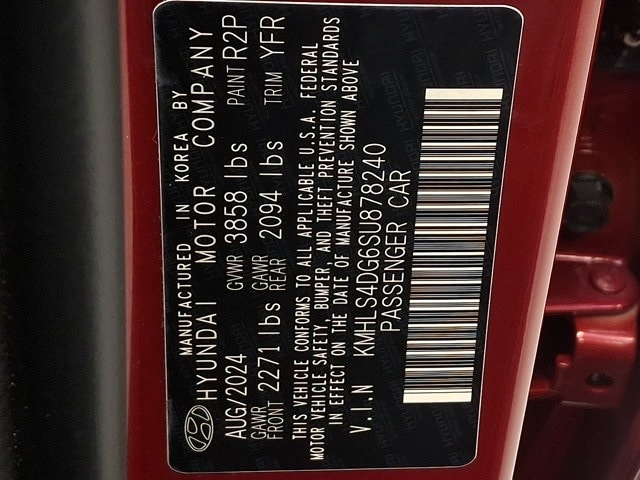 MANUFACTURED IN KOREA BY
HYUNDAI MOTOR COMPANY
AUG/2024 GVWR 3858 lbs PAINT R2P
GAWR FRONT 2271 lbs GAWR REAR 2094 lbs TRIM YFR
THIS VEHICLE CONFORMS TO ALL APPLICABLE U.S.A. FEDERAL
MOTOR VEHICLE SAFETY, BUMPER, AND THEFT PREVENTION STANDARDS
IN EFFECT ON THE DATE OF MANUFACTURE SHOWN ABOVE
V.I.N KMHLS4DG6SU878240
PASSENGER CAR